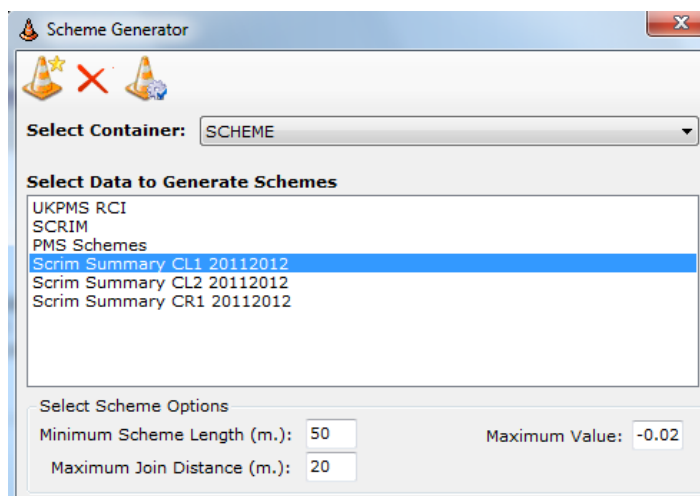 Scheme Generator
Select Container: SCHEME
Select Data to Generate Schemes
UKPMS RCI
SCRIM
PMS Schemes
Scrim Summary CL1 20112012
Scrim Summary CL2 20112012
Scrim Summary CR1 20112012
Select Scheme Options
Minimum Scheme Length (m.): 50 Maximum Value: -0.02
Maximum Join Distance (m.): 20